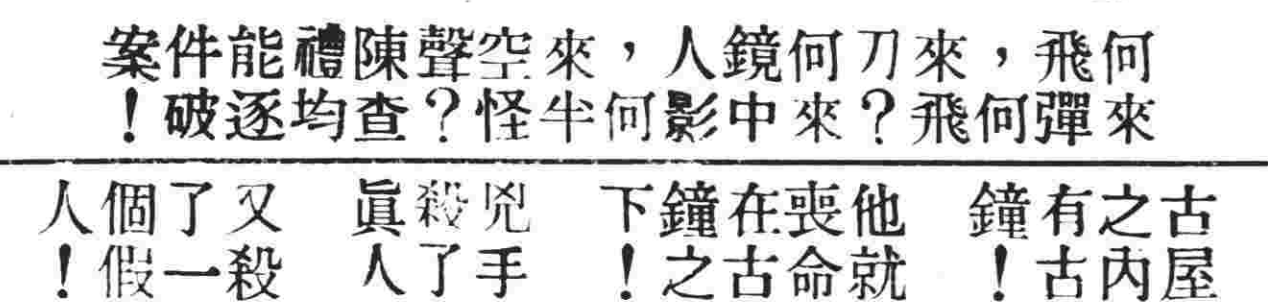 何來飛彈，何來飛刀？何來鏡中人影，何來半空怪聲？陳查禮均能逐件破案！
古屋之內有古鐘！
他就喪命在古鐘之下！
兇手殺了眞人
又殺了一個假人！